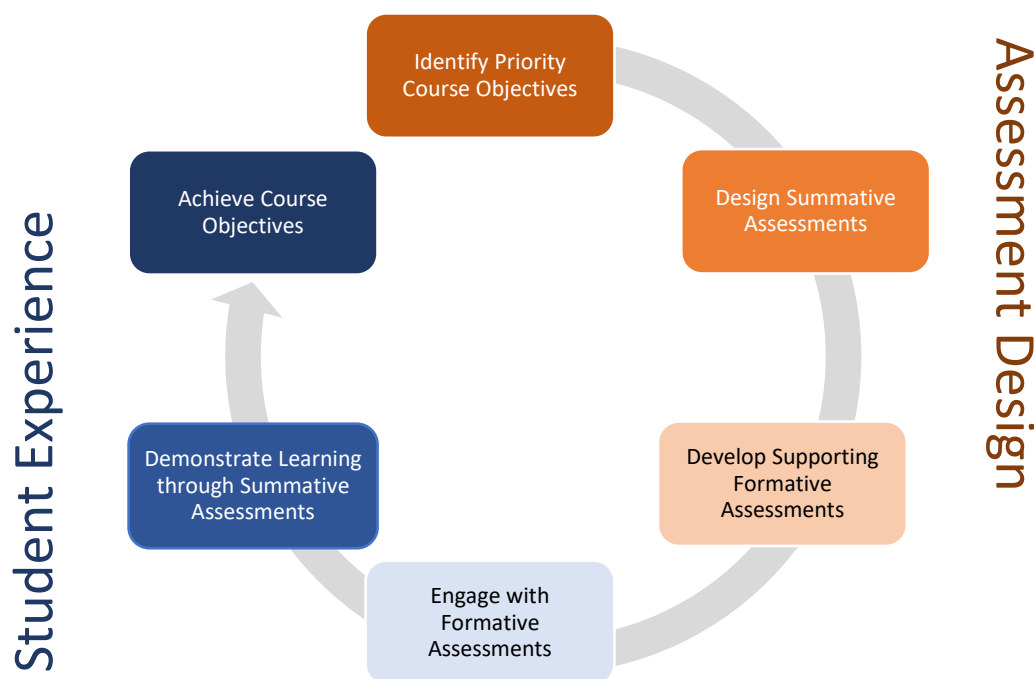 Identify Priority
Course Objectives
Design Summative
Assessments
Develop Supporting
Formative
Assessments
Engage with
Formative
Assessments
Demonstrate Learning
through Summative
Assessments
Achieve Course
Objectives
Student Experience
Assessment Design